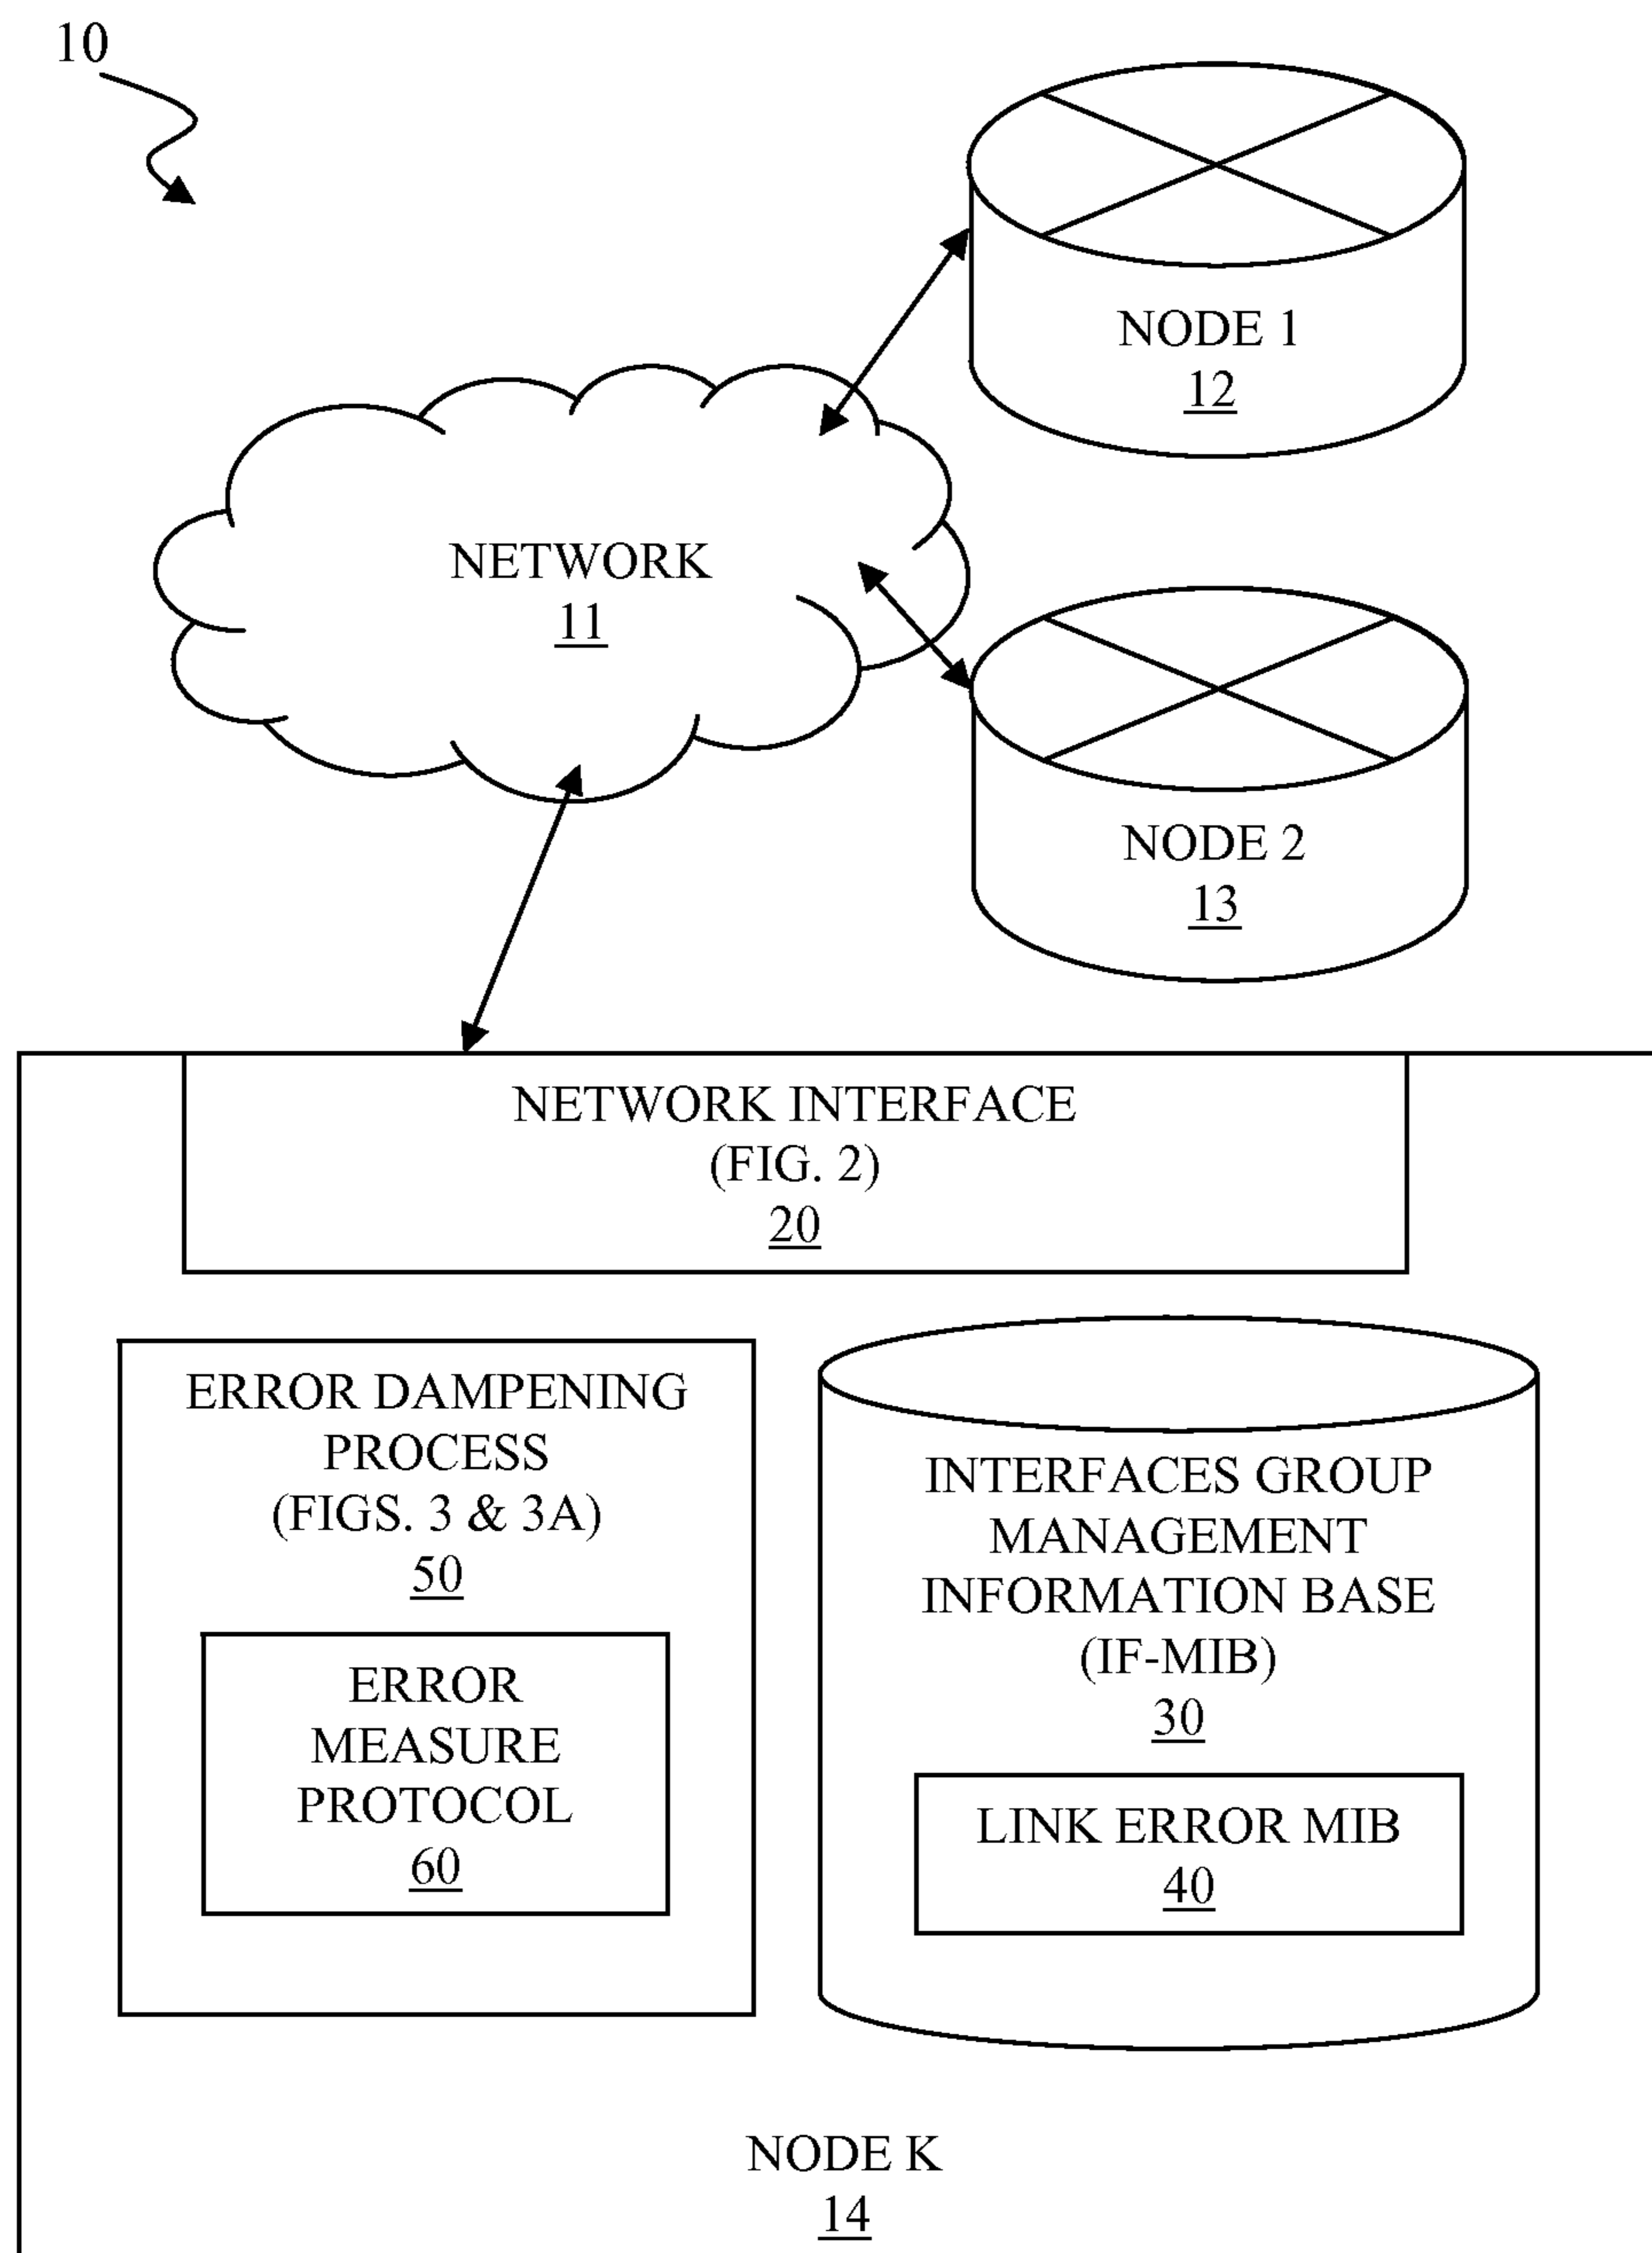 10
NODE 1
12
NETWORK
11
NODE 2
13
NETWORK INTERFACE
(FIG. 2)
20
ERROR DAMPENING
PROCESS
(FIGS. 3 & 3A)
50
ERROR
MEASURE
PROTOCOL
60
INTERFACES GROUP
MANAGEMENT
INFORMATION BASE
(IF-MIB)
30
LINK ERROR MIB
40
NODE K
14